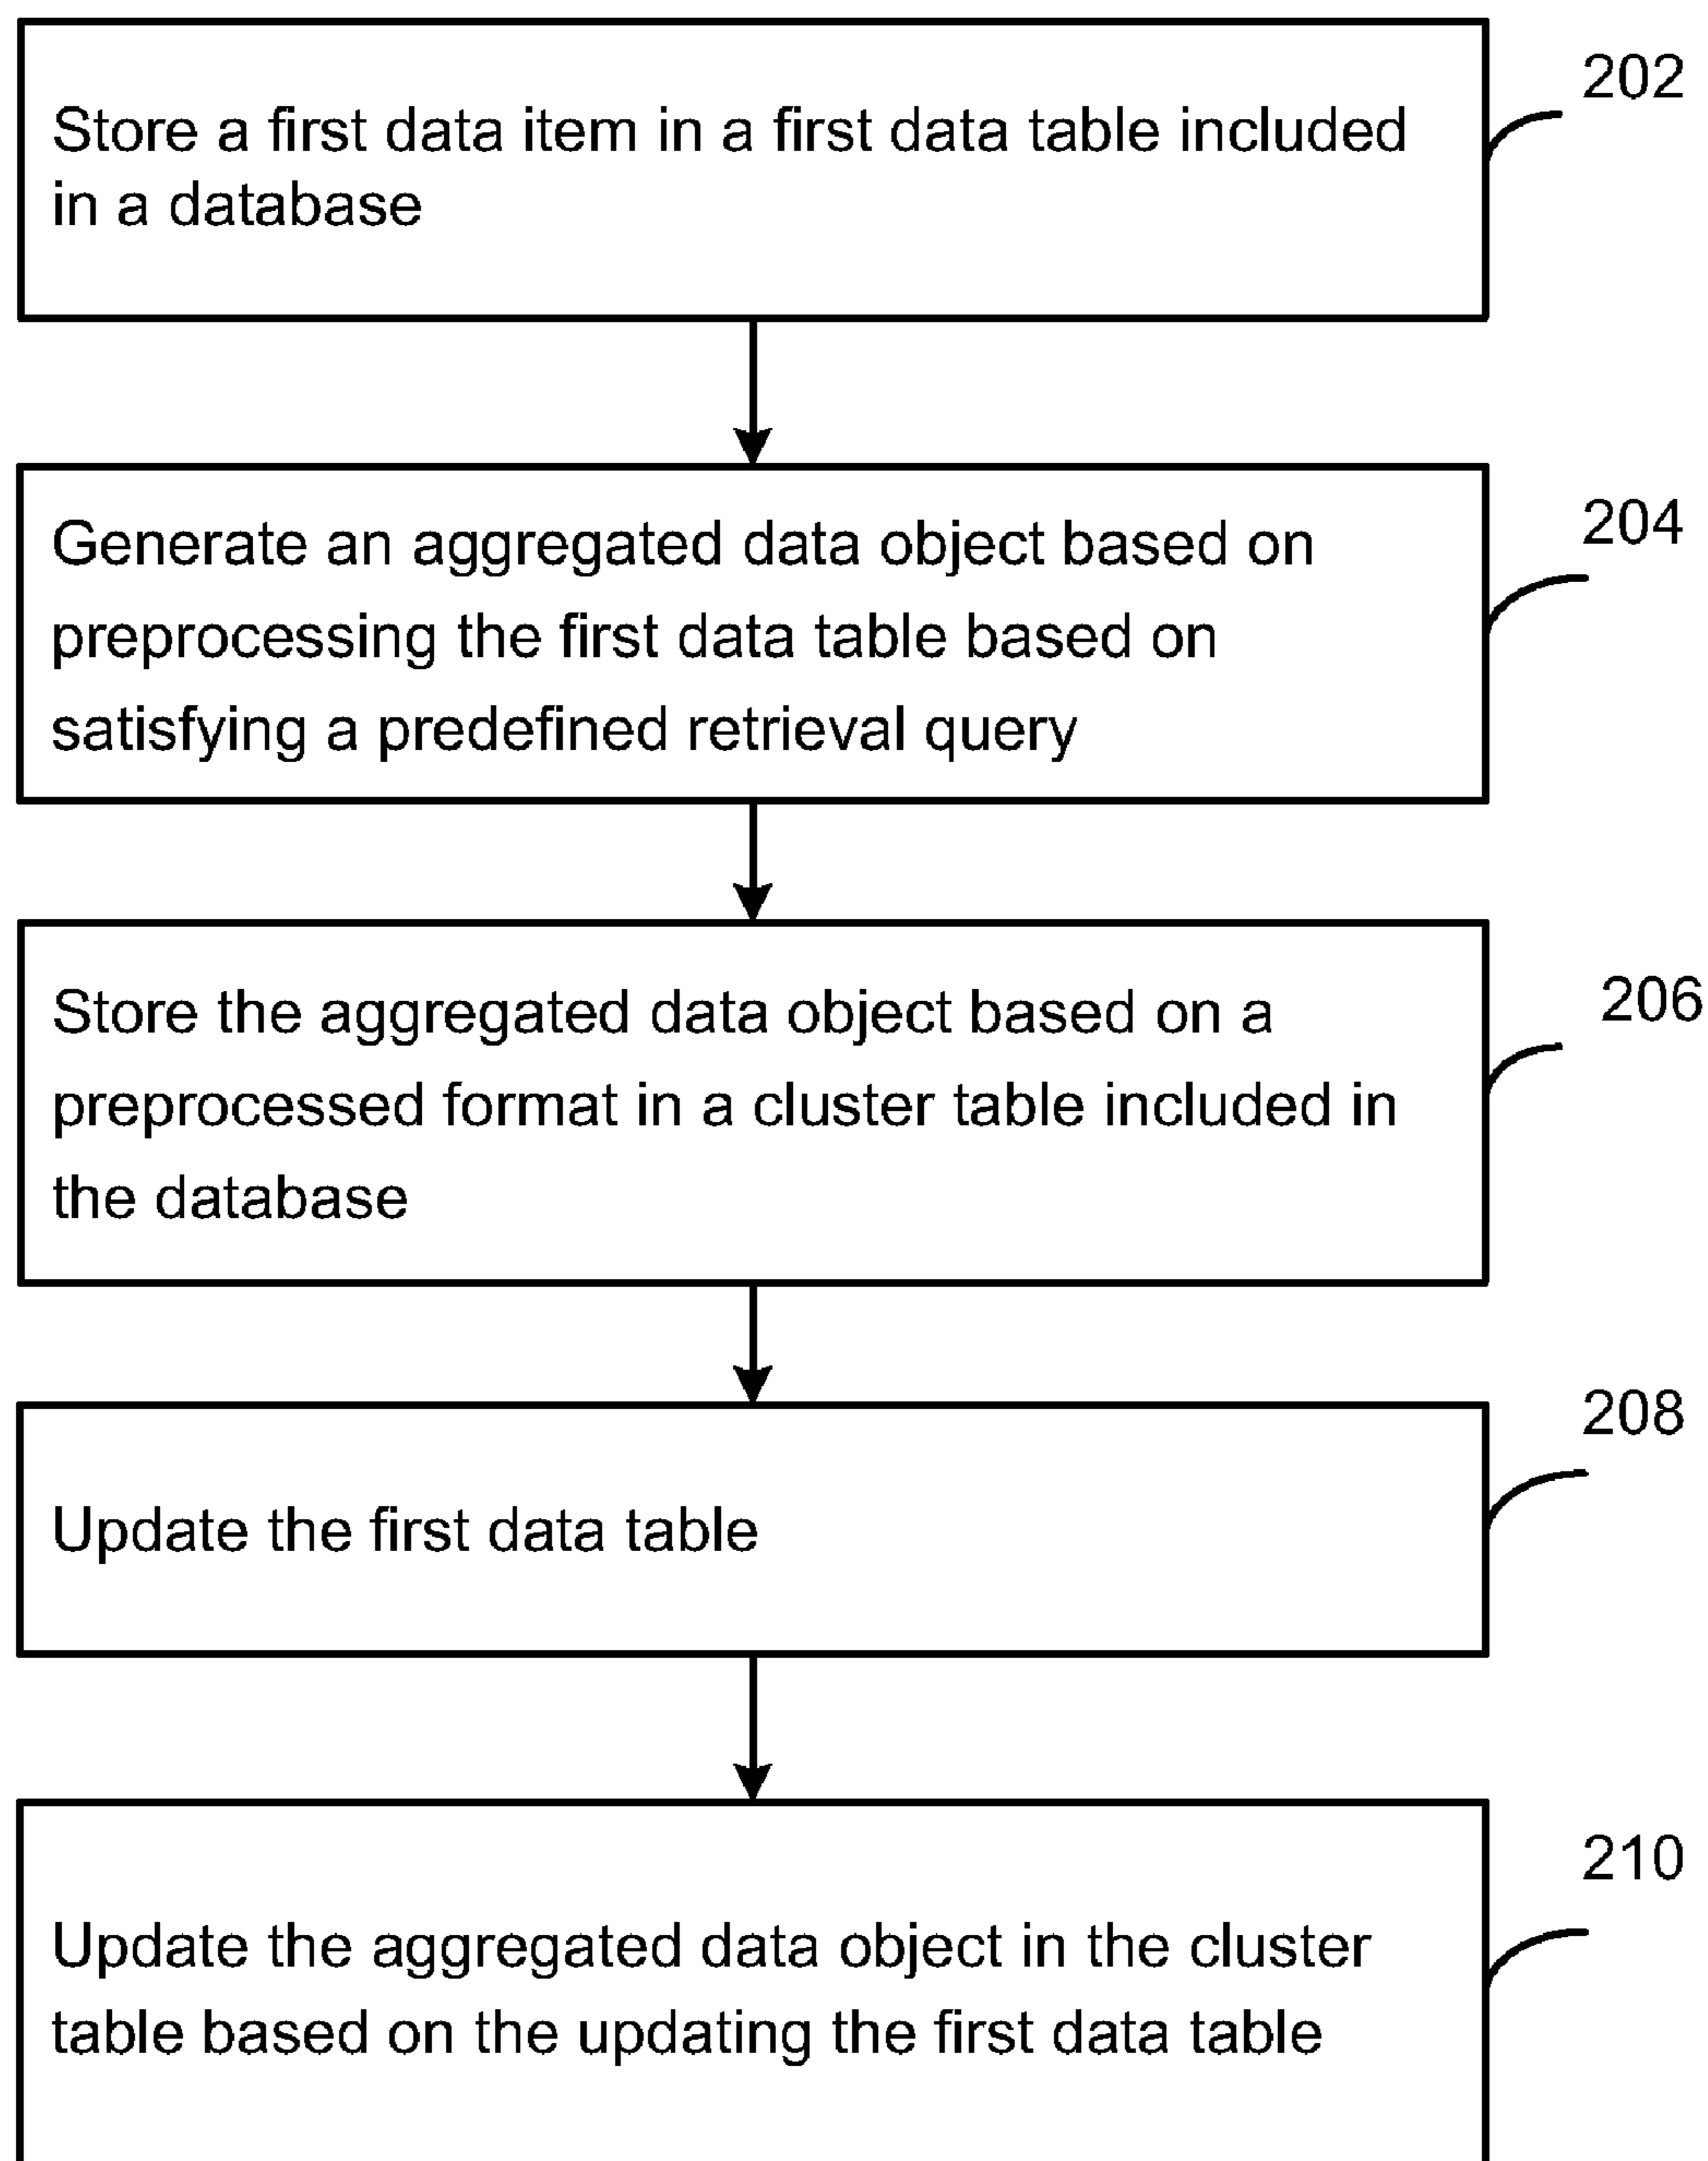 202
Store a first data item in a first data table included
in a database
204
Generate an aggregated data object based on
preprocessing the first data table based on
satisfying a predefined retrieval query
206
Store the aggregated data object based on a
preprocessed format in a cluster table included in
the database
208
Update the first data table
210
Update the aggregated data object in the cluster
table based on the updating the first data table